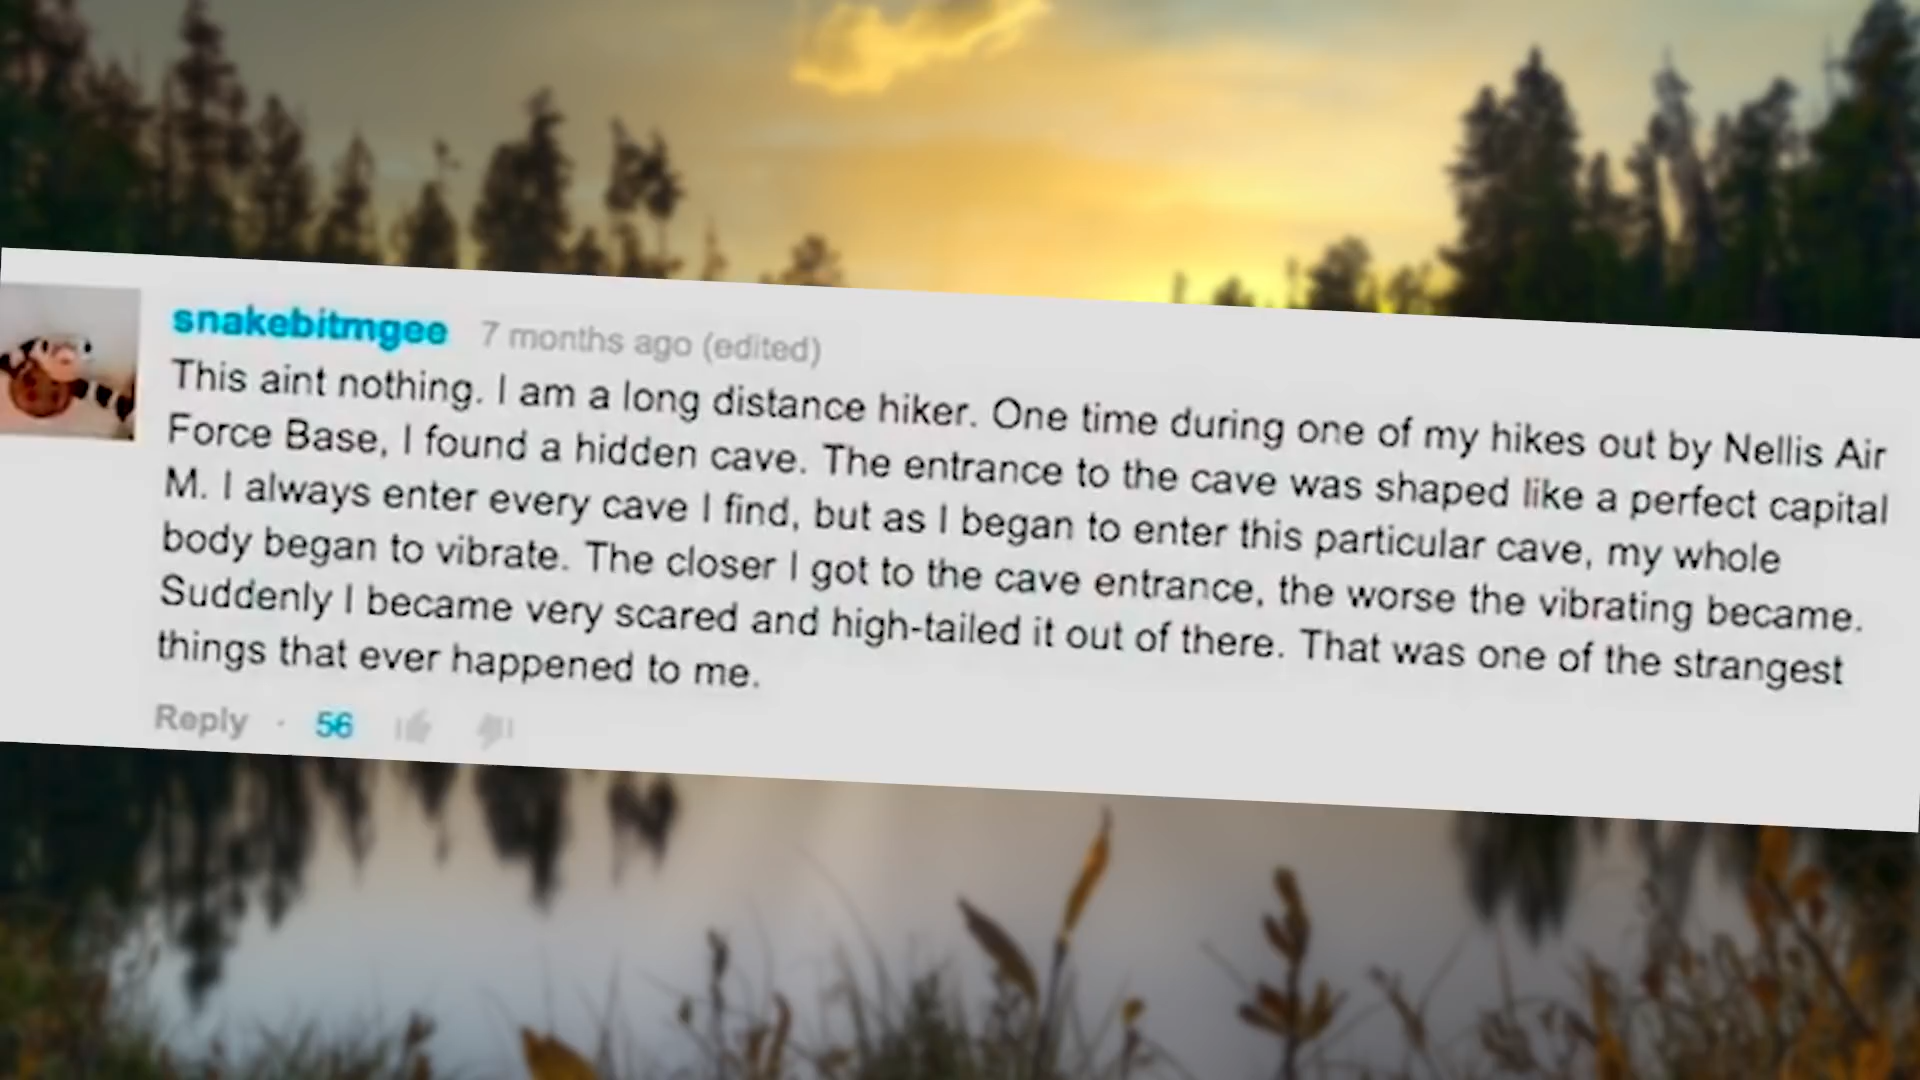 snakebitmgee 7 months ago (edited)
This aint nothing. I am a long distance hiker. One time during one of my hikes out by Nellis Air
Force Base, I found a hidden cave. The entrance to the cave was shaped like a perfect capital
M. I always enter every cave I find, but as I began to enter this particular cave, my whole
body began to vibrate. The closer I got to the cave entrance, the worse the vibrating became.
Suddenly I became very scared and high-tailed it out of there. That was one of the strangest
things that ever happened to me.
Reply · 56